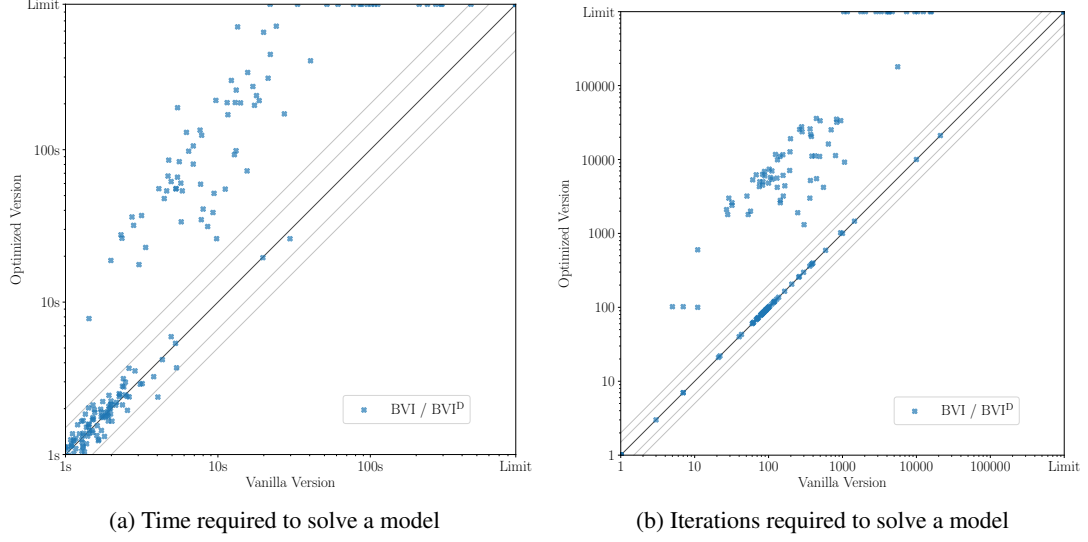 Limit
100s
10s
1s
Optimized Version
1s
10s
100s
Limit
Vanilla Version
BVI / BVIᴰ
(a) Time required to solve a model
Limit
100000
10000
1000
100
10
1
Optimized Version
1
10
100
1000
10000
100000
Limit
Vanilla Version
BVI / BVIᴰ
(b) Iterations required to solve a model